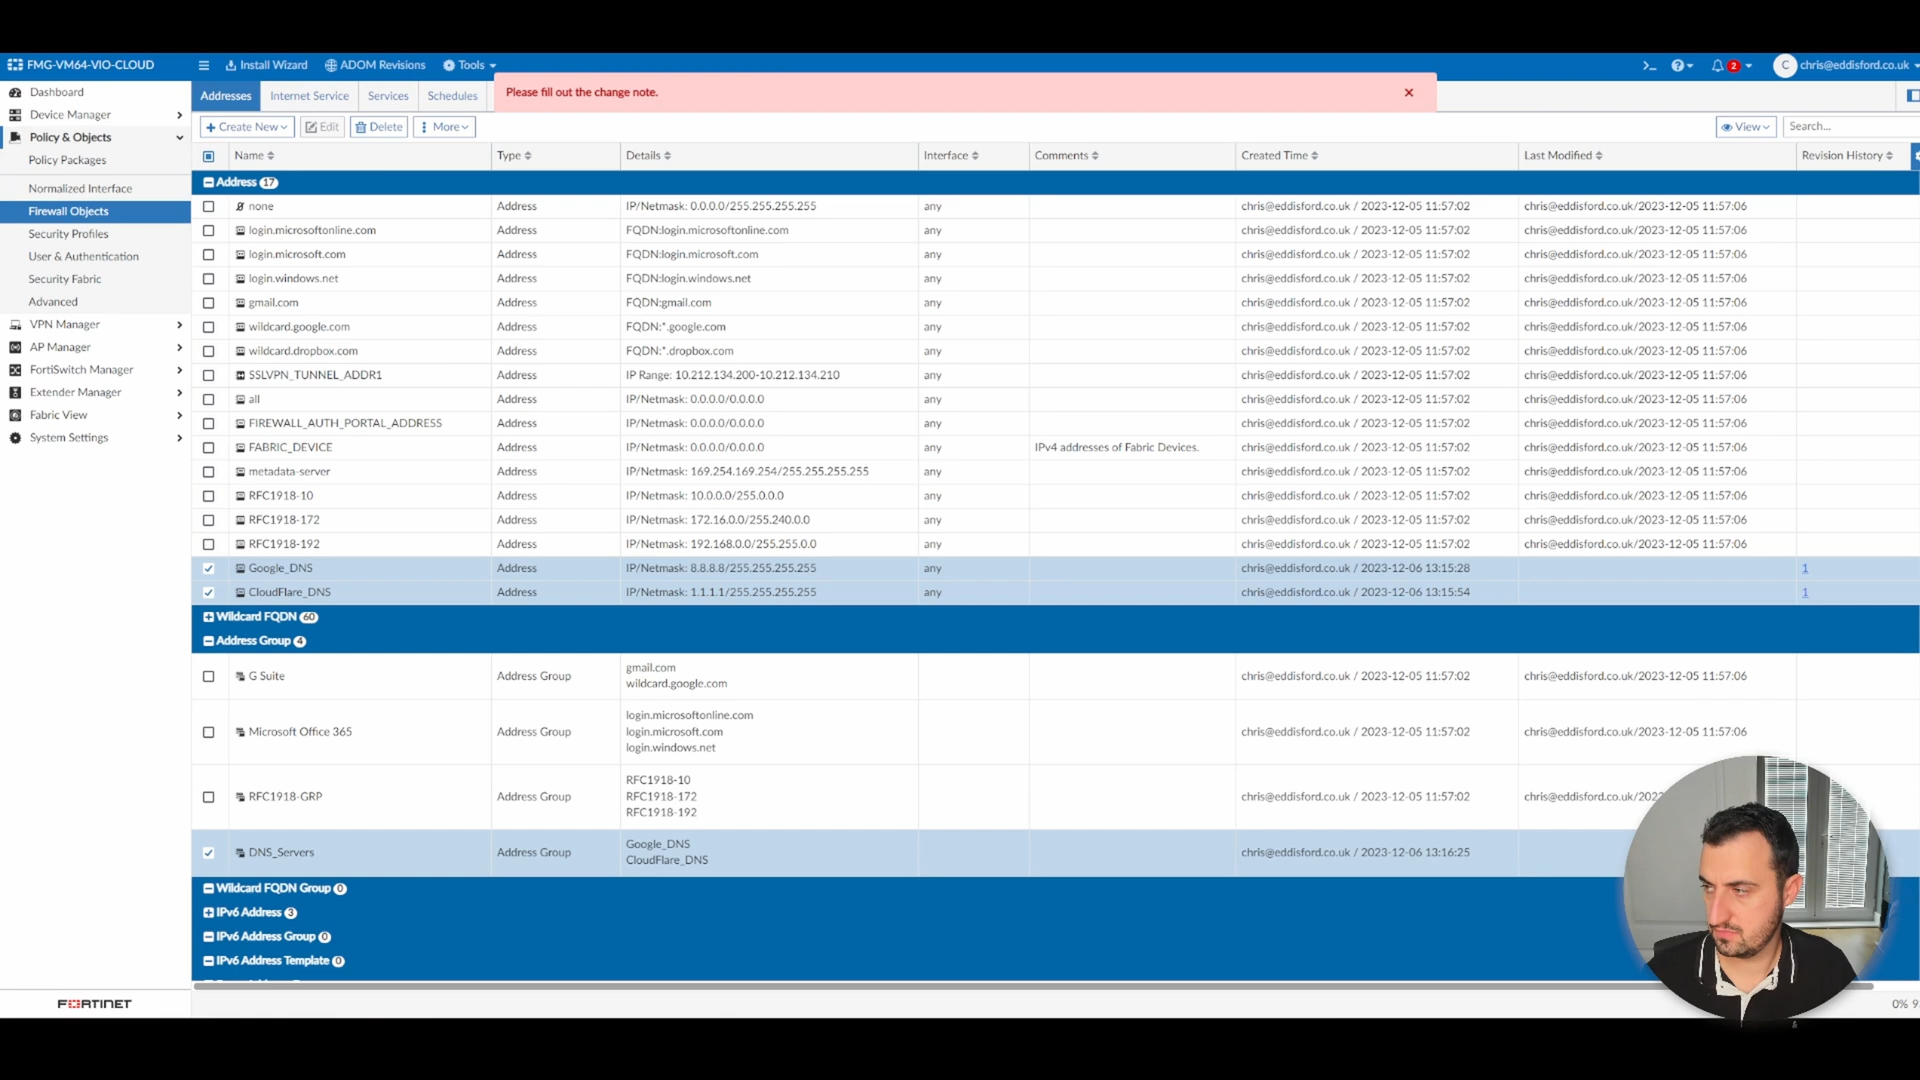 FMG-VM64-VIO-CLOUD
Install Wizard
ADOM Revisions
Tools
2
C
chris@eddisford.co.uk
Please fill out the change note.
Dashboard
Device Manager
Policy & Objects
Policy Packages
Normalized Interface
Firewall Objects
Security Profiles
User & Authentication
Security Fabric
Advanced
VPN Manager
AP Manager
FortiSwitch Manager
Extender Manager
Fabric View
System Settings
FORTINET
Addresses
Internet Service
Services
Schedules
Create New
Edit
Delete
More
View
Search...
Name Type Details Interface Comments Created Time Last Modified Revision History
Address 17
none Address IP/Netmask: 0.0.0.0/255.255.255.255 any chris@eddisford.co.uk / 2023-12-05 11:57:02 chris@eddisford.co.uk/2023-12-05 11:57:06
login.microsoftonline.com Address FQDN:login.microsoftonline.com any chris@eddisford.co.uk / 2023-12-05 11:57:02 chris@eddisford.co.uk/2023-12-05 11:57:06
login.microsoft.com Address FQDN:login.microsoft.com any chris@eddisford.co.uk / 2023-12-05 11:57:02 chris@eddisford.co.uk/2023-12-05 11:57:06
login.windows.net Address FQDN:login.windows.net any chris@eddisford.co.uk / 2023-12-05 11:57:02 chris@eddisford.co.uk/2023-12-05 11:57:06
gmail.com Address FQDN:gmail.com any chris@eddisford.co.uk / 2023-12-05 11:57:02 chris@eddisford.co.uk/2023-12-05 11:57:06
wildcard.google.com Address FQDN:*.google.com any chris@eddisford.co.uk / 2023-12-05 11:57:02 chris@eddisford.co.uk/2023-12-05 11:57:06
wildcard.dropbox.com Address FQDN:*.dropbox.com any chris@eddisford.co.uk / 2023-12-05 11:57:02 chris@eddisford.co.uk/2023-12-05 11:57:06
SSLVPN_TUNNEL_ADDR1 Address IP Range: 10.212.134.200-10.212.134.210 any chris@eddisford.co.uk / 2023-12-05 11:57:02 chris@eddisford.co.uk/2023-12-05 11:57:06
all Address IP/Netmask: 0.0.0.0/0.0.0.0 any chris@eddisford.co.uk / 2023-12-05 11:57:02 chris@eddisford.co.uk/2023-12-05 11:57:06
FIREWALL_AUTH_PORTAL_ADDRESS Address IP/Netmask: 0.0.0.0/0.0.0.0 any chris@eddisford.co.uk / 2023-12-05 11:57:02 chris@eddisford.co.uk/2023-12-05 11:57:06
FABRIC_DEVICE Address IP/Netmask: 0.0.0.0/0.0.0.0 any IPv4 addresses of Fabric Devices. chris@eddisford.co.uk / 2023-12-05 11:57:02 chris@eddisford.co.uk/2023-12-05 11:57:06
metadata-server Address IP/Netmask: 169.254.169.254/255.255.255.255 any chris@eddisford.co.uk / 2023-12-05 11:57:02 chris@eddisford.co.uk/2023-12-05 11:57:06
RFC1918-10 Address IP/Netmask: 10.0.0.0/255.0.0.0 any chris@eddisford.co.uk / 2023-12-05 11:57:02 chris@eddisford.co.uk/2023-12-05 11:57:06
RFC1918-172 Address IP/Netmask: 172.16.0.0/255.240.0.0 any chris@eddisford.co.uk / 2023-12-05 11:57:02 chris@eddisford.co.uk/2023-12-05 11:57:06
RFC1918-192 Address IP/Netmask: 192.168.0.0/255.255.0.0 any chris@eddisford.co.uk / 2023-12-05 11:57:02 chris@eddisford.co.uk/2023-12-05 11:57:06
Google_DNS Address IP/Netmask: 8.8.8.8/255.255.255.255 any chris@eddisford.co.uk / 2023-12-06 13:15:28 1
CloudFlare_DNS Address IP/Netmask: 1.1.1.1/255.255.255.255 any chris@eddisford.co.uk / 2023-12-06 13:15:54 1
Wildcard FQDN 60
Address Group 4
gmail.com
G Suite Address Group chris@eddisford.co.uk / 2023-12-05 11:57:02 chris@eddisford.co.uk/2023-12-05 11:57:06
wildcard.google.com
login.microsoftonline.com
Microsoft Office 365 Address Group login.microsoft.com chris@eddisford.co.uk / 2023-12-05 11:57:02 chris@eddisford.co.uk/2023-12-05 11:57:06
login.windows.net
RFC1918-10
RFC1918-GRP Address Group RFC1918-172 chris@eddisford.co.uk / 2023-12-05 11:57:02 chris@eddisford.co.uk/202
RFC1918-192
Google_DNS
DNS_Servers Address Group chris@eddisford.co.uk / 2023-12-06 13:16:25
CloudFlare_DNS
Wildcard FQDN Group 0
IPv6 Address 3
IPv6 Address Group 0
IPv6 Address Template 0
0% 9